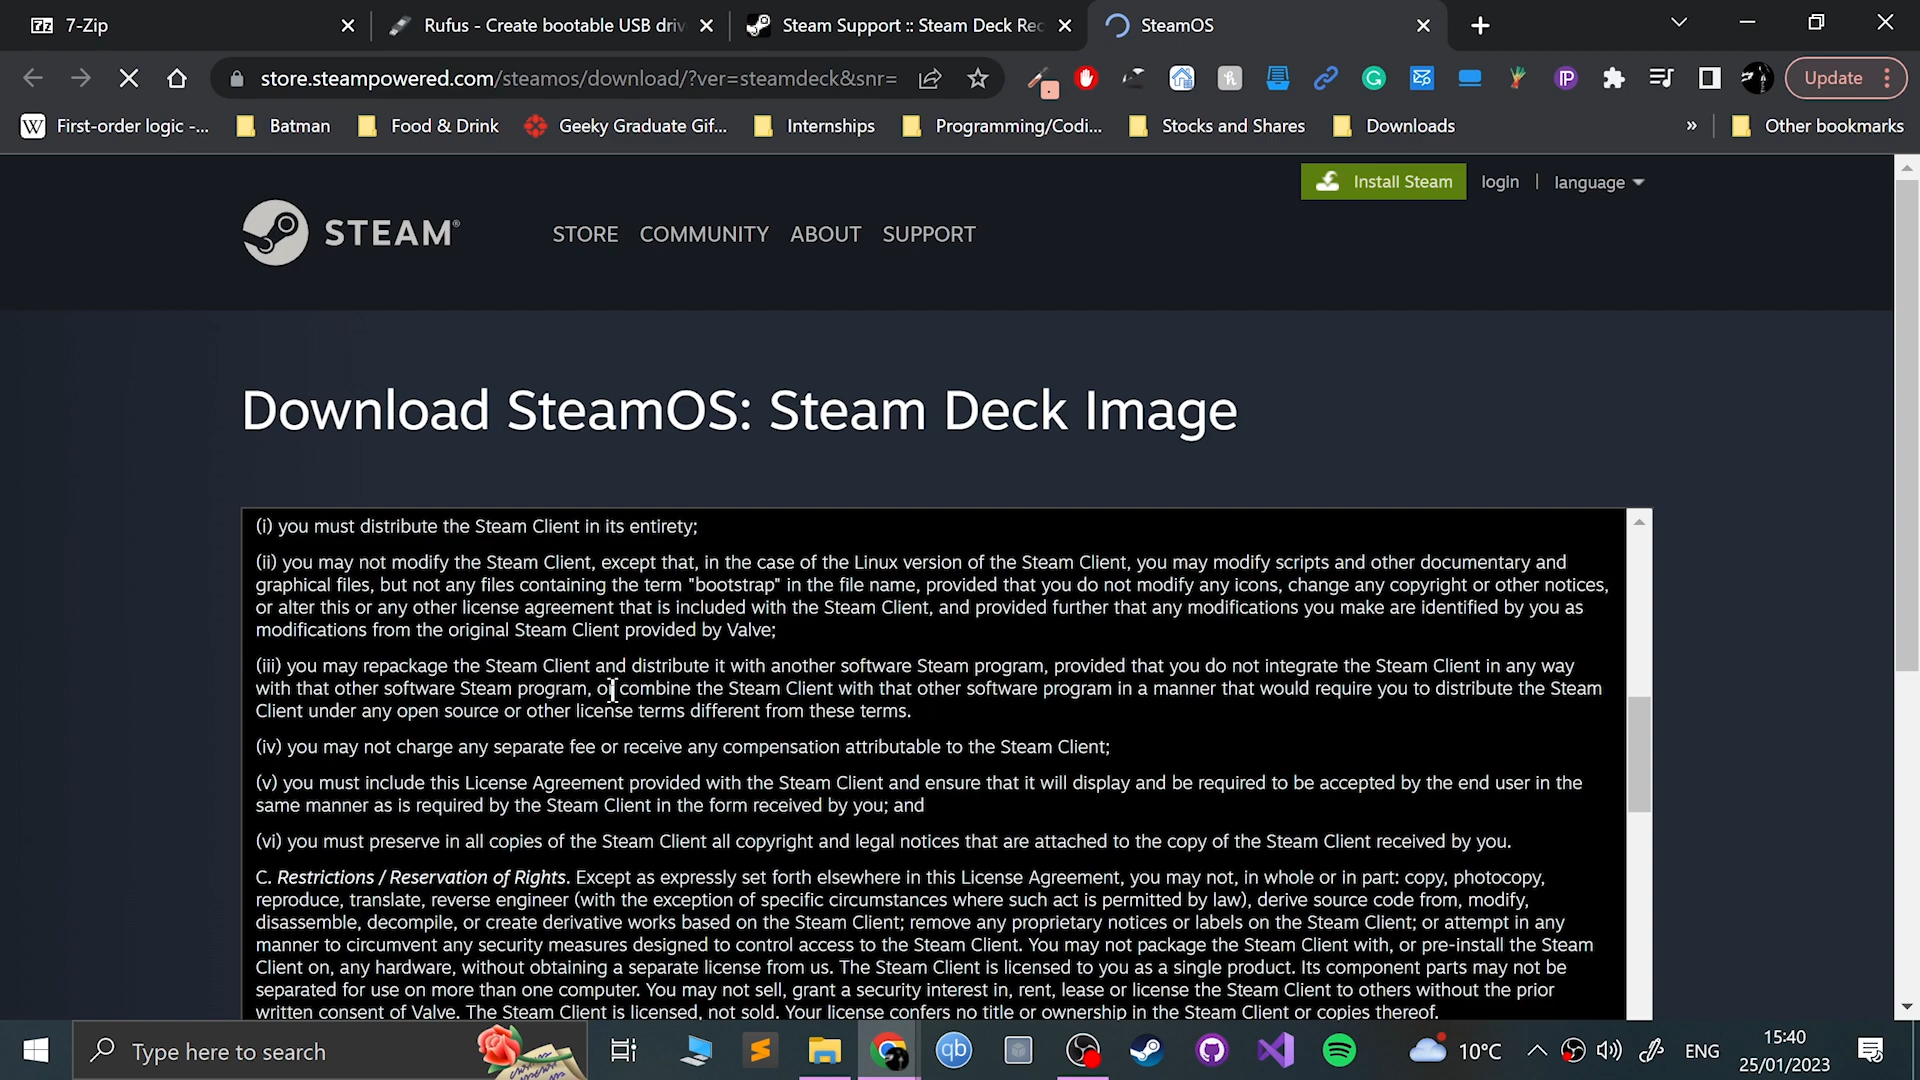 7-Zip
Rufus - Create bootable USB driv
Steam Support :: Steam Deck Rec
SteamOS
store.steampowered.com/steamos/download/?ver=steamdeck&snr=
Update
First-order logic -...
Batman
Food & Drink
Geeky Graduate Gif...
Internships
Programming/Codi...
Stocks and Shares
Downloads
»
Other bookmarks
Install Steam
login
language
STEAM®
STORE
COMMUNITY
ABOUT
SUPPORT
Download SteamOS: Steam Deck Image
(i) you must distribute the Steam Client in its entirety;
(ii) you may not modify the Steam Client, except that, in the case of the Linux version of the Steam Client, you may modify scripts and other documentary and
graphical files, but not any files containing the term "bootstrap" in the file name, provided that you do not modify any icons, change any copyright or other notices,
or alter this or any other license agreement that is included with the Steam Client, and provided further that any modifications you make are identified by you as
modifications from the original Steam Client provided by Valve;
(iii) you may repackage the Steam Client and distribute it with another software Steam program, provided that you do not integrate the Steam Client in any way
with that other software Steam program, or combine the Steam Client with that other software program in a manner that would require you to distribute the Steam
Client under any open source or other license terms different from these terms.
(iv) you may not charge any separate fee or receive any compensation attributable to the Steam Client;
(v) you must include this License Agreement provided with the Steam Client and ensure that it will display and be required to be accepted by the end user in the
same manner as is required by the Steam Client in the form received by you; and
(vi) you must preserve in all copies of the Steam Client all copyright and legal notices that are attached to the copy of the Steam Client received by you.
C. Restrictions / Reservation of Rights. Except as expressly set forth elsewhere in this License Agreement, you may not, in whole or in part: copy, photocopy,
reproduce, translate, reverse engineer (with the exception of specific circumstances where such act is permitted by law), derive source code from, modify,
disassemble, decompile, or create derivative works based on the Steam Client; remove any proprietary notices or labels on the Steam Client; or attempt in any
manner to circumvent any security measures designed to control access to the Steam Client. You may not package the Steam Client with, or pre-install the Steam
Client on, any hardware, without obtaining a separate license from us. The Steam Client is licensed to you as a single product. Its component parts may not be
separated for use on more than one computer. You may not sell, grant a security interest in, rent, lease or license the Steam Client to others without the prior
written consent of Valve. The Steam Client is licensed, not sold. Your license confers no title or ownership in the Steam Client or copies thereof.
Type here to search
qb
10°C
ENG
15:40
25/01/2023